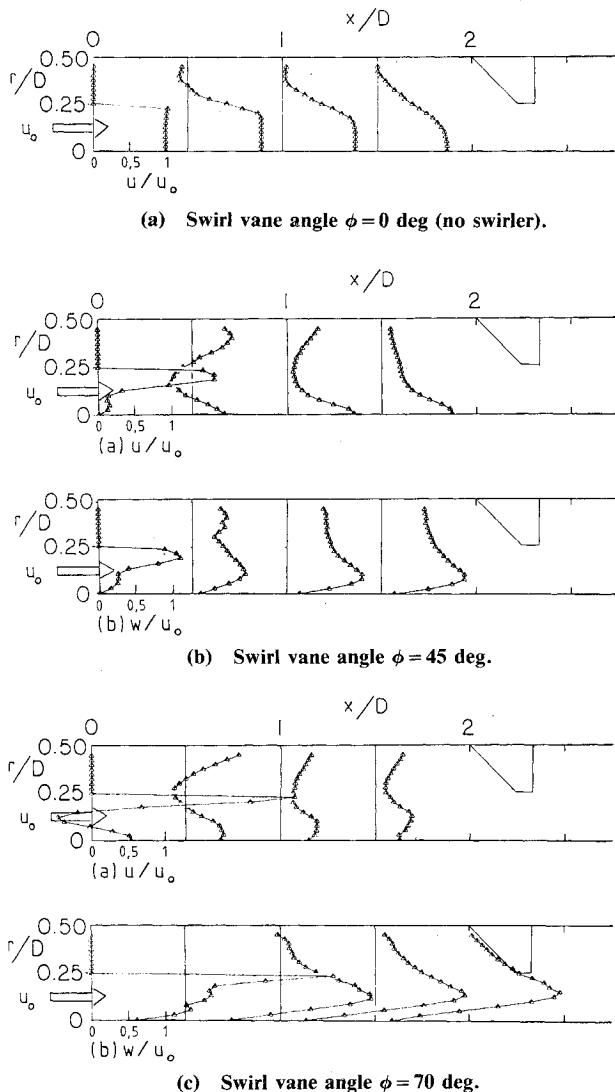 x/D
0 1 2
0.50
r/D
0.25
u₀
0
0 0,5 1
u/u₀
(a) Swirl vane angle ϕ = 0 deg (no swirler).
x/D
0 1 2
0.50
r/D
0.25
u₀
0
0 0,5 1
(a) u/u₀
0.50
r/D
0.25
u₀
0
0 0,5 1
(b) w/u₀
(b) Swirl vane angle ϕ = 45 deg.
x/D
0 1 2
0.50
r/D
0.25
u₀
0
0 0,5 1
(a) u/u₀
0.50
r/D
0.25
u₀
0
0 0,5 1
(b) w/u₀
(c) Swirl vane angle ϕ = 70 deg.